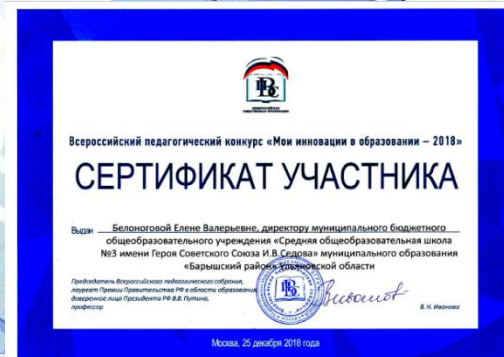 Всероссийский педагогический конкурс «Мои инновации в образовании – 2018»
СЕРТИФИКАТ УЧАСТНИКА
Выдан Белоноговой Елене Валерьевне, директору муниципального бюджетного
общеобразовательного учреждения «Средняя общеобразовательная школа
№3 имени Героя Советского Союза И.В.Седова» муниципального образования
«Барышский район» Ульяновской области
Председатель Всероссийского педагогического собрания,
лауреат Премии Правительства РФ в области образования,
доверенное лицо Президента РФ В.В. Путина,
профессор
В. Н. Иванова
Москва, 25 декабря 2018 года